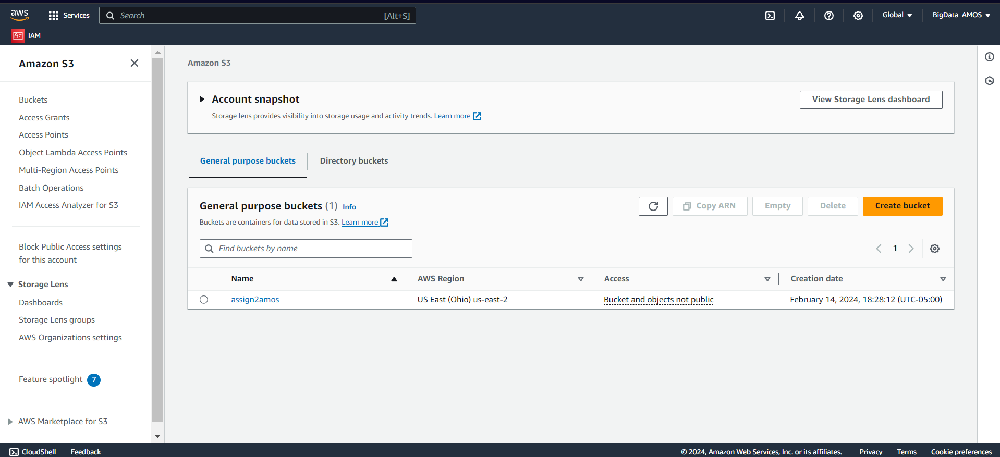 aws
Services
Search
[Alt+S]
Global
BigData_AMOS
IAM
Amazon S3
Buckets
Access Grants
Access Points
Object Lambda Access Points
Multi-Region Access Points
Batch Operations
IAM Access Analyzer for S3
Block Public Access settings
for this account
Storage Lens
Dashboards
Storage Lens groups
AWS Organizations settings
Feature spotlight 7
AWS Marketplace for S3
Amazon S3
Account snapshot
View Storage Lens dashboard
Storage lens provides visibility into storage usage and activity trends. Learn more
General purpose buckets
Directory buckets
General purpose buckets (1) Info
Copy ARN
Empty
Delete
Create bucket
Buckets are containers for data stored in S3. Learn more
Find buckets by name
1
Name
AWS Region
Access
Creation date
assign2amos
US East (Ohio) us-east-2
Bucket and objects not public
February 14, 2024, 18:28:12 (UTC-05:00)
CloudShell
Feedback
© 2024, Amazon Web Services, Inc. or its affiliates.
Privacy
Terms
Cookie preferences